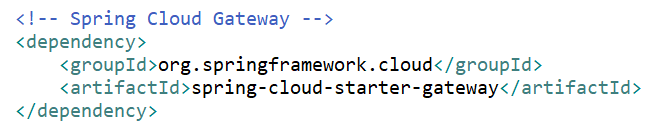 <!-- Spring Cloud Gateway -->
<dependency>
    <groupId>org.springframework.cloud</groupId>
    <artifactId>spring-cloud-starter-gateway</artifactId>
</dependency>